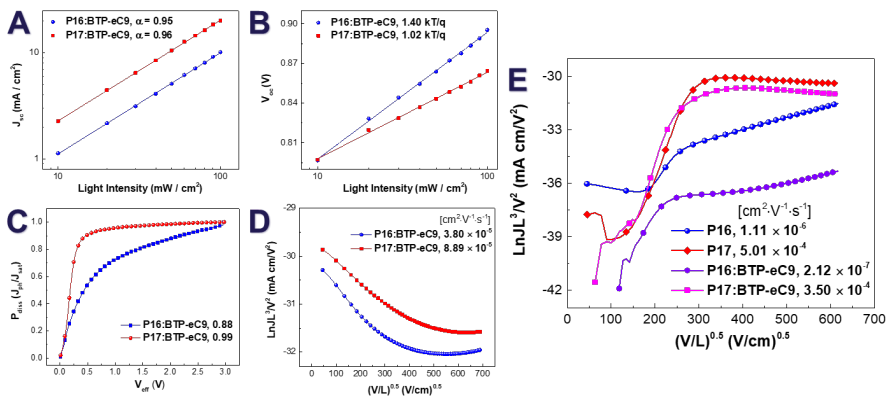 A
P16:BTP-eC9, α = 0.95
P17:BTP-eC9, α = 0.96
10
1
J_sc (mA / cm²)
10
100
Light Intensity (mW / cm²)
B
P16:BTP-eC9, 1.40 kT/q
P17:BTP-eC9, 1.02 kT/q
0.90
0.87
0.84
0.81
V_oc (V)
10
100
Light Intensity (mW / cm²)
C
1.0
0.8
0.6
0.4
0.2
0.0
P_diss (J_ph/J_sat)
P16:BTP-eC9, 0.88
P17:BTP-eC9, 0.99
0.0 0.5 1.0 1.5 2.0 2.5 3.0
V_eff (V)
D
[cm²·V⁻¹·s⁻¹]
P16:BTP-eC9, 3.80 × 10⁻⁵
P17:BTP-eC9, 8.89 × 10⁻⁵
-29
-30
-31
-32
LnJL³/V² (mA cm/V²)
0 100 200 300 400 500 600 700
(V/L)⁰·⁵ (V/cm)⁰·⁵
E
-30
-33
-36
-39
-42
LnJL³/V² (mA cm/V²)
[cm²·V⁻¹·s⁻¹]
P16, 1.11 × 10⁻⁶
P17, 5.01 × 10⁻⁴
P16:BTP-eC9, 2.12 × 10⁻⁷
P17:BTP-eC9, 3.50 × 10⁻⁴
0 100 200 300 400 500 600 700
(V/L)⁰·⁵ (V/cm)⁰·⁵